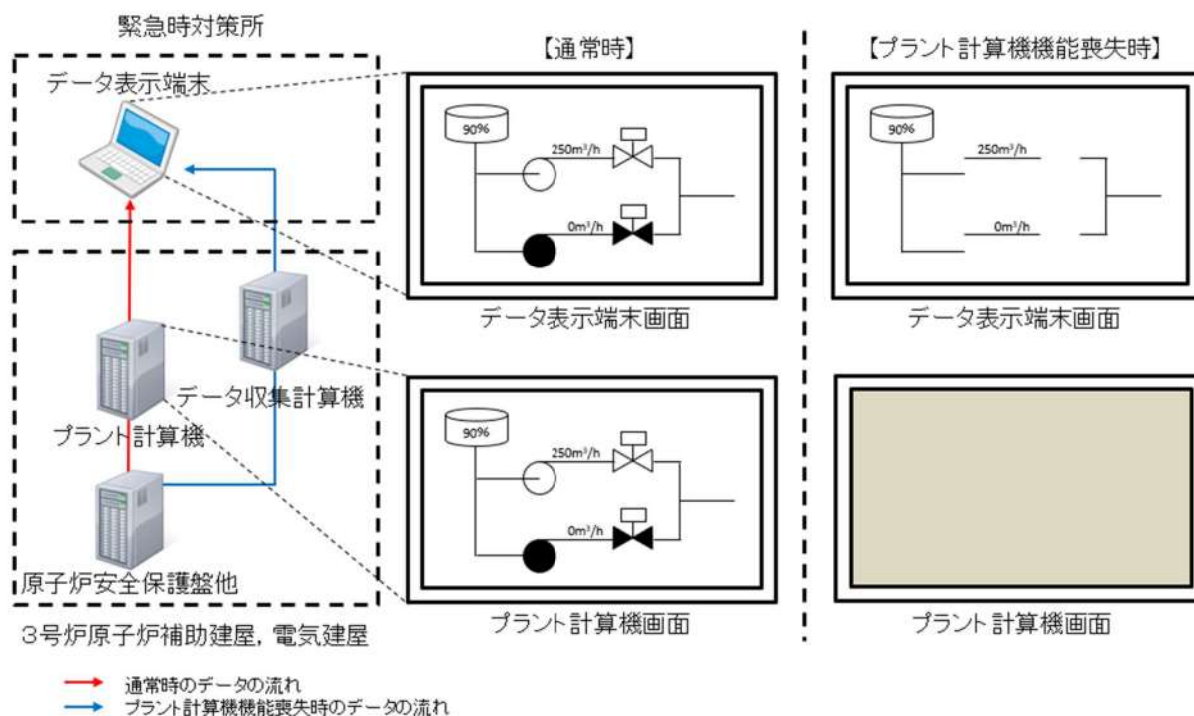 緊急時対策所
データ表示端末
プラント計算機
データ収集計算機
原子炉安全保護盤他
3号炉原子炉補助建屋,電気建屋
【通常時】
90%
250m³/h
0m³/h
データ表示端末画面
90%
250m³/h
0m³/h
プラント計算機画面
【プラント計算機機能喪失時】
90%
250m³/h
0m³/h
データ表示端末画面
プラント計算機画面
通常時のデータの流れ
プラント計算機機能喪失時のデータの流れ